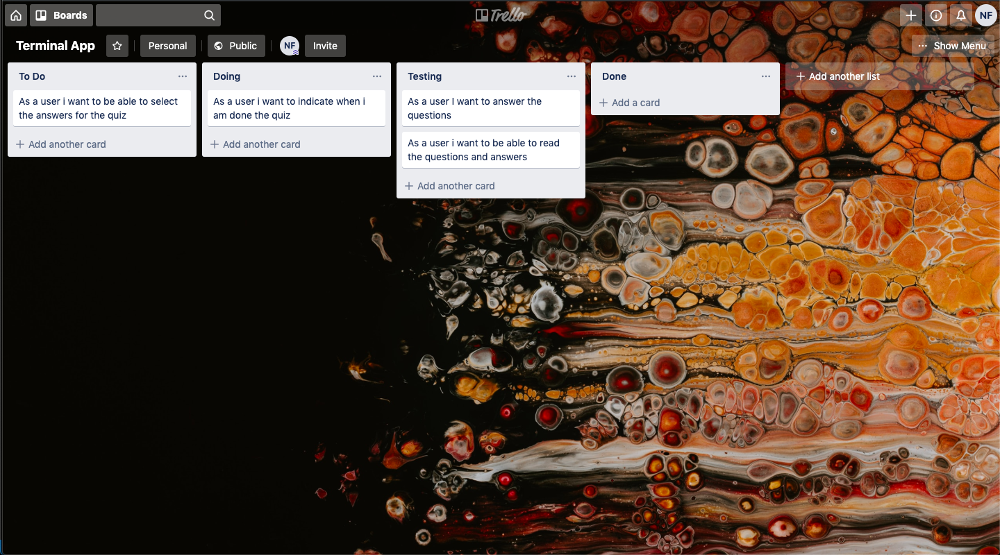 Boards
Trello
NF
Terminal App
Personal
Public
NF
Invite
Show Menu
To Do
As a user i want to be able to select
the answers for the quiz
Add another card
Doing
As a user i want to indicate when i
am done the quiz
Add another card
Testing
As a user I want to answer the
questions
As a user i want to be able to read
the questions and answers
Add another card
Done
Add a card
Add another list